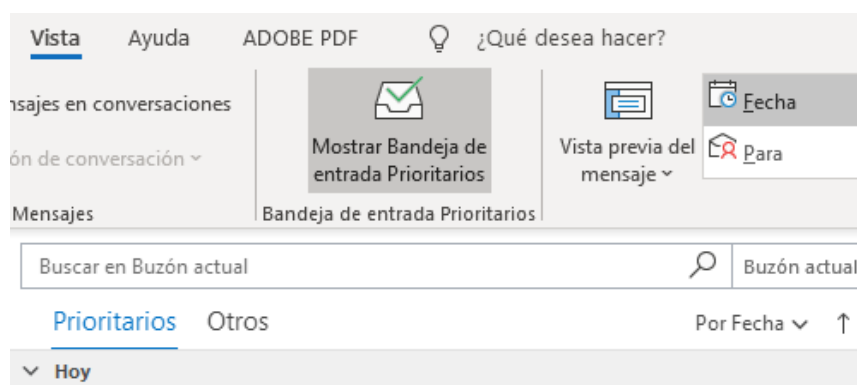 Vista Ayuda ADOBE PDF ¿Qué desea hacer?
en conversaciones
Fecha
de conversación
Mostrar Bandeja de
entrada Prioritarios
Vista previa del
mensaje
Para
Mensajes
Bandeja de entrada Prioritarios
Buscar en Buzón actual
Buzón actual
Prioritarios Otros
Por Fecha
Hoy